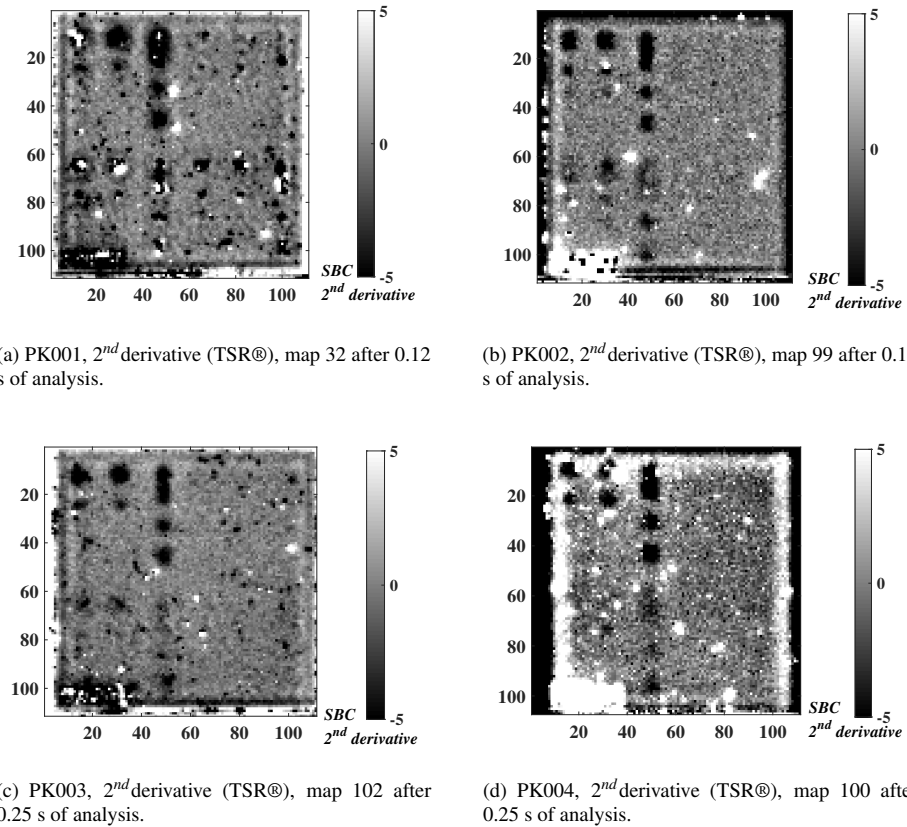 5
20
40
60
80
100
0
-5
20 40 60 80 100
SBC
2nd derivative
5
20
40
60
80
100
0
-5
20 40 60 80 100
SBC
2nd derivative
(a) PK001, 2nd derivative (TSR®), map 32 after 0.12
s of analysis.
(b) PK002, 2nd derivative (TSR®), map 99 after 0.1
s of analysis.
5
20
40
60
80
100
0
-5
20 40 60 80 100
SBC
2nd derivative
5
20
40
60
80
100
0
-5
20 40 60 80 100
SBC
2nd derivative
(c) PK003, 2nd derivative (TSR®), map 102 after
0.25 s of analysis.
(d) PK004, 2nd derivative (TSR®), map 100 afte
0.25 s of analysis.